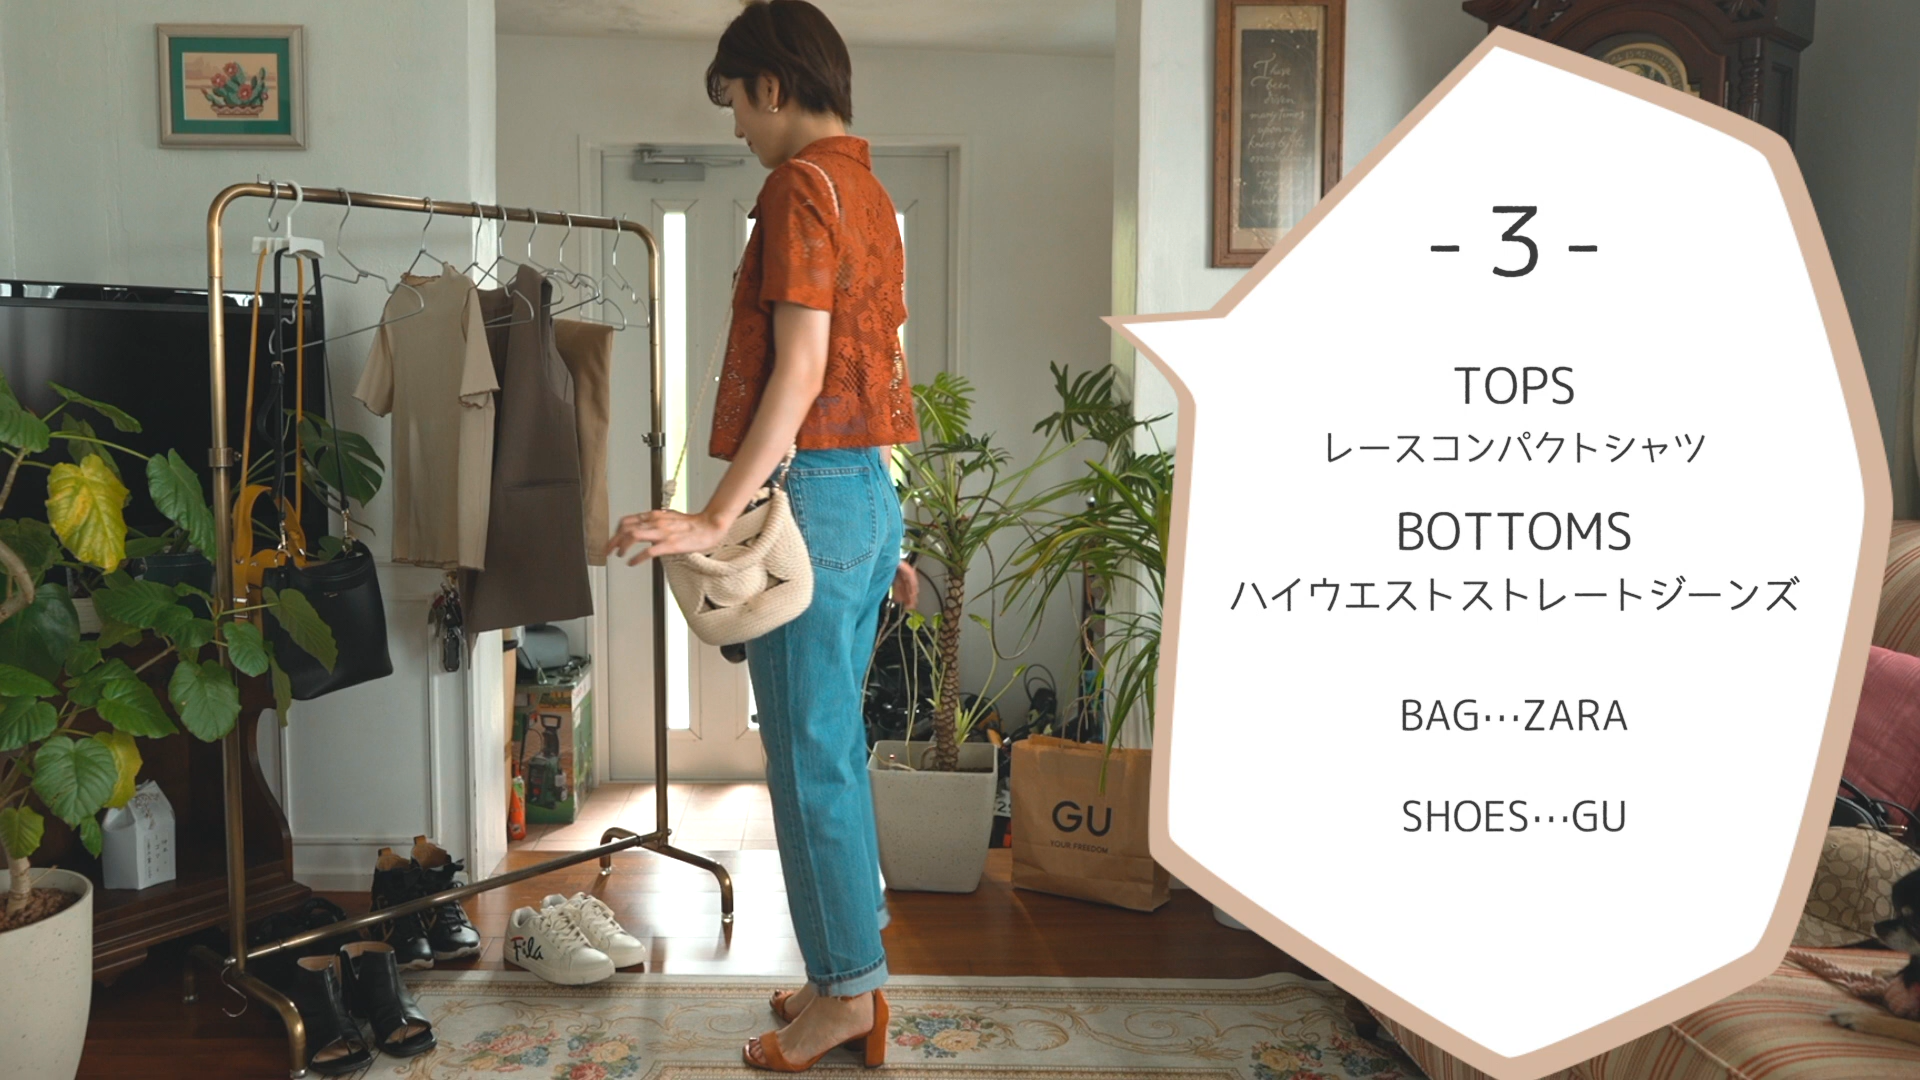 - 3 -
TOPS
レースコンパクトシャツ
BOTTOMS
ハイウエストストレートジーンズ
BAG…ZARA
SHOES…GU
GU
YOUR FREEDOM
Fila